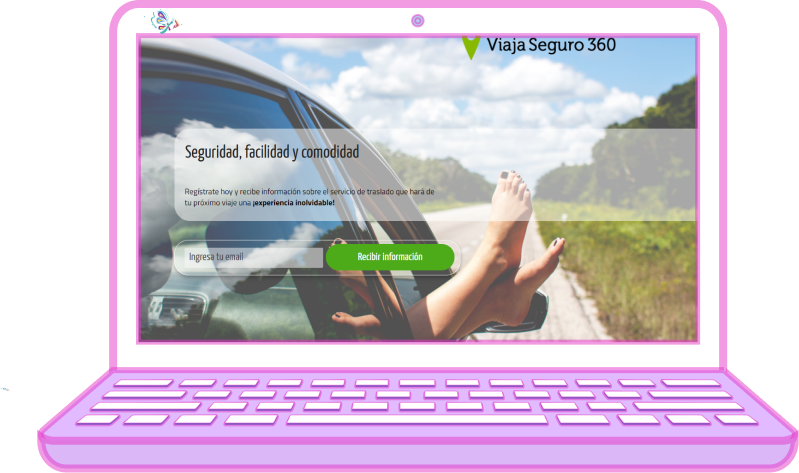 Viaja Seguro 360
Seguridad, facilidad y comodidad
Regístrate hoy y recibe información sobre el servicio de traslado que hará de
tu próximo viaje una ¡experiencia inolvidable!
Ingresa tu email
Recibir información